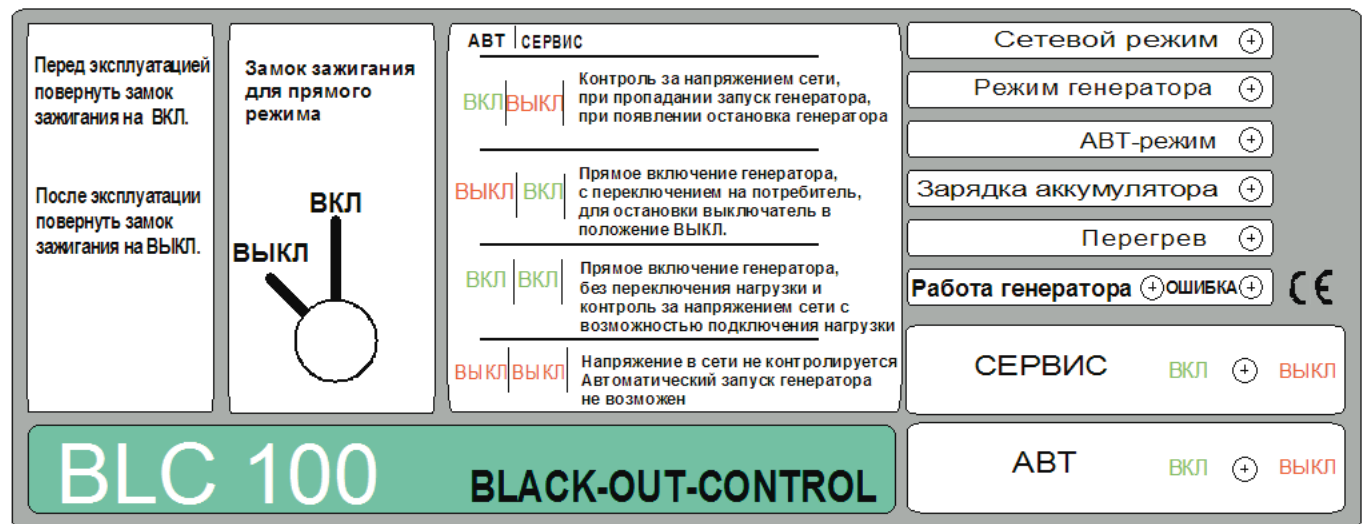 Перед эксплуатацией
повернуть замок
зажигания на ВКЛ.
После эксплуатации
повернуть замок
зажигания на ВЫКЛ.
Замок зажигания
для прямого
режима
ВКЛ
ВЫКЛ
АВТ СЕРВИС
ВКЛ ВЫКЛ
Контроль за напряжением сети,
при пропадании запуск генератора,
при появлении остановка генератора
ВЫКЛ ВКЛ
Прямое включение генератора,
с переключением на потребитель,
для остановки выключатель в
положение ВЫКЛ.
ВКЛ ВКЛ
Прямое включение генератора,
без переключения нагрузки и
контроль за напряжением сети с
возможностью подключения нагрузки
ВЫКЛ ВЫКЛ
Напряжение в сети не контролируется
Автоматический запуск генератора
не возможен
Сетевой режим
Режим генератора
АВТ-режим
Зарядка аккумулятора
Перегрев
Работа генератора ОШИБКА
CE
СЕРВИС ВКЛ ВЫКЛ
АВТ ВКЛ ВЫКЛ
BLC 100 BLACK-OUT-CONTROL